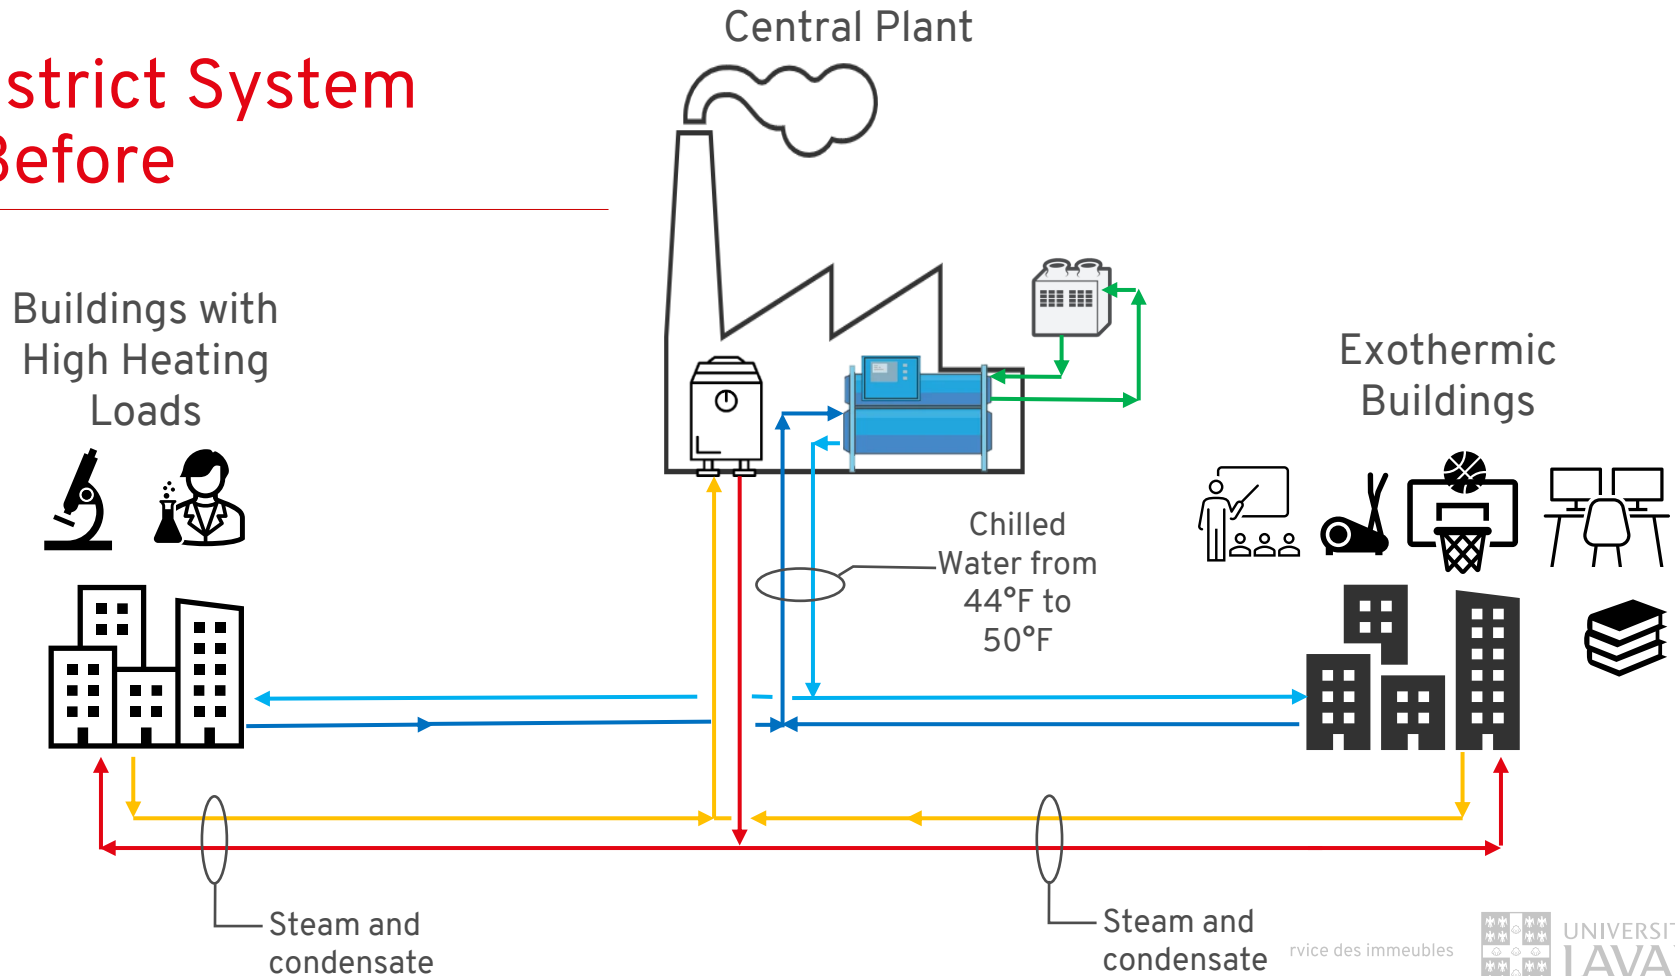 Central Plant
strict System
Before
Buildings with
High Heating
Loads
Exothermic
Buildings
Chilled
Water from
44°F to
50°F
Steam and
condensate
Steam and
condensate
rvice des immeubles
UNIVERSIT
LAVA